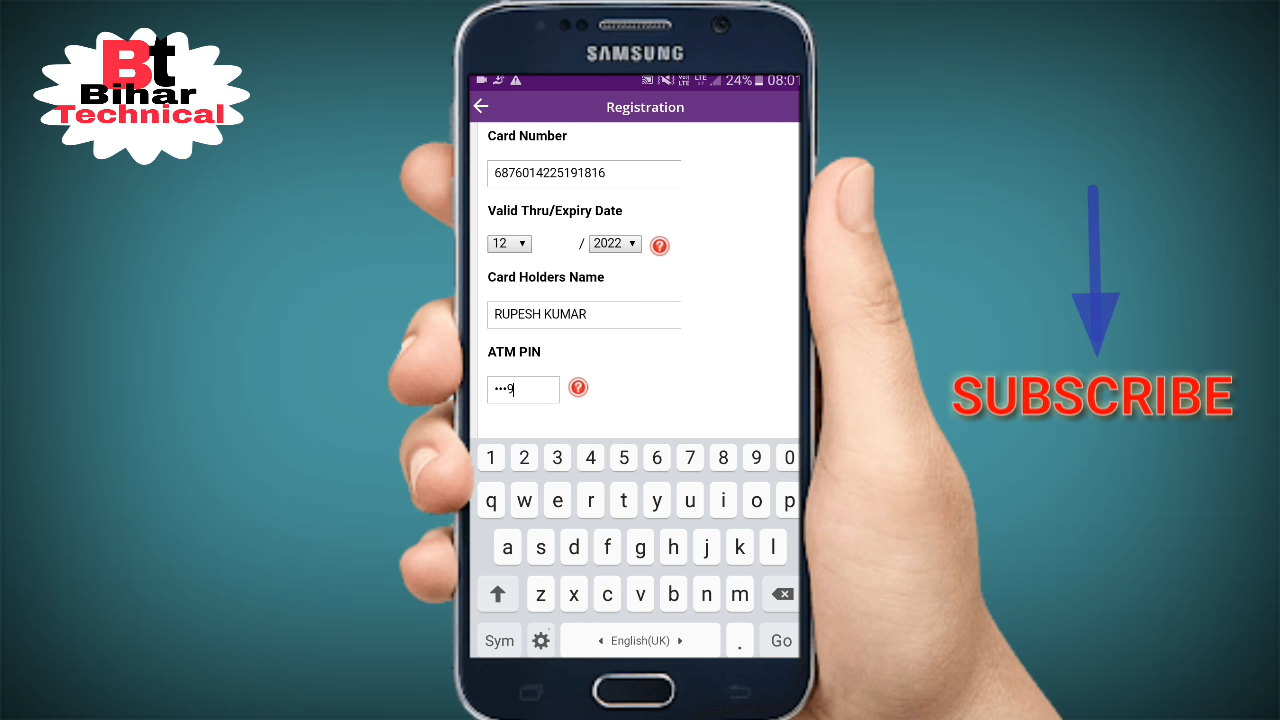 Bt
Bihar
Technical
SAMSUNG
24% 08:01
Registration
Card Number
6876014225191816
Valid Thru/Expiry Date
12 / 2022 ?
Card Holders Name
RUPESH KUMAR
ATM PIN
•••9 ?
SUBSCRIBE
1 2 3 4 5 6 7 8 9 0
q w e r t y u i o p
a s d f g h j k l
z x c v b n m
Sym English(UK) . Go